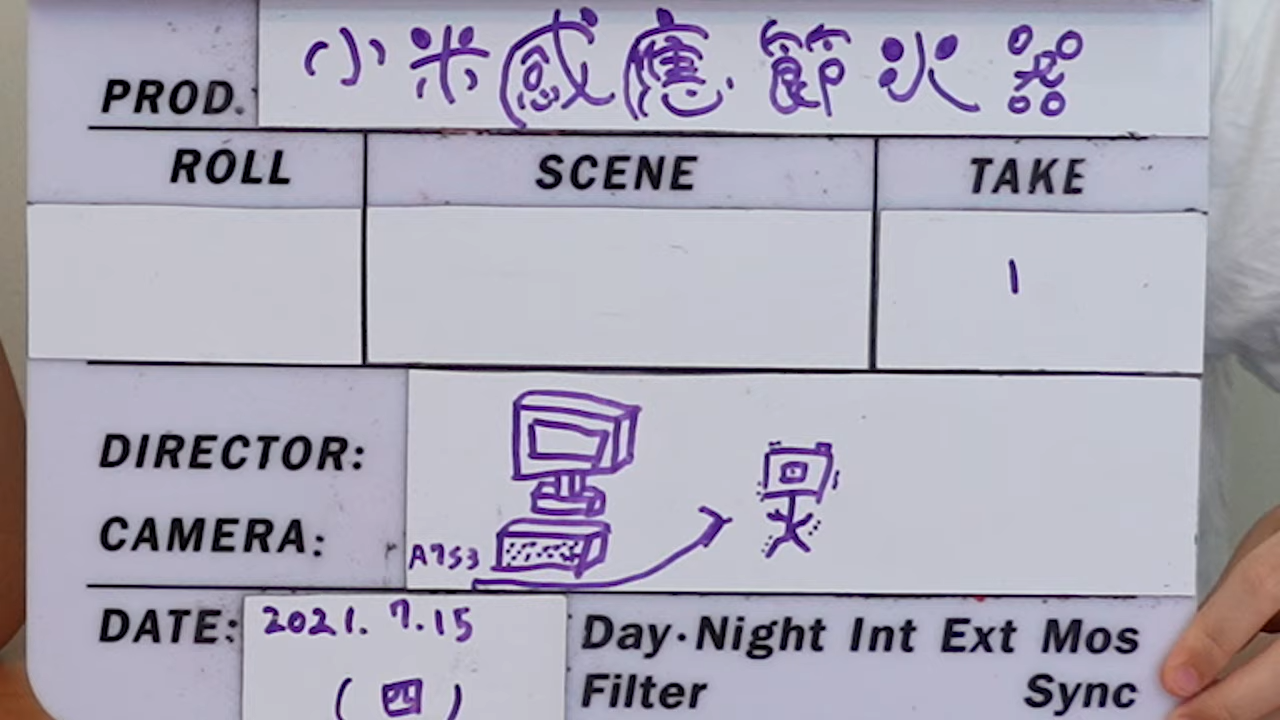 PROD. 小米感應節火器
ROLL SCENE TAKE
1
DIRECTOR:
CAMERA: A7S3
DATE: 2021.7.15
(四)
Day·Night Int Ext Mos
Filter Sync